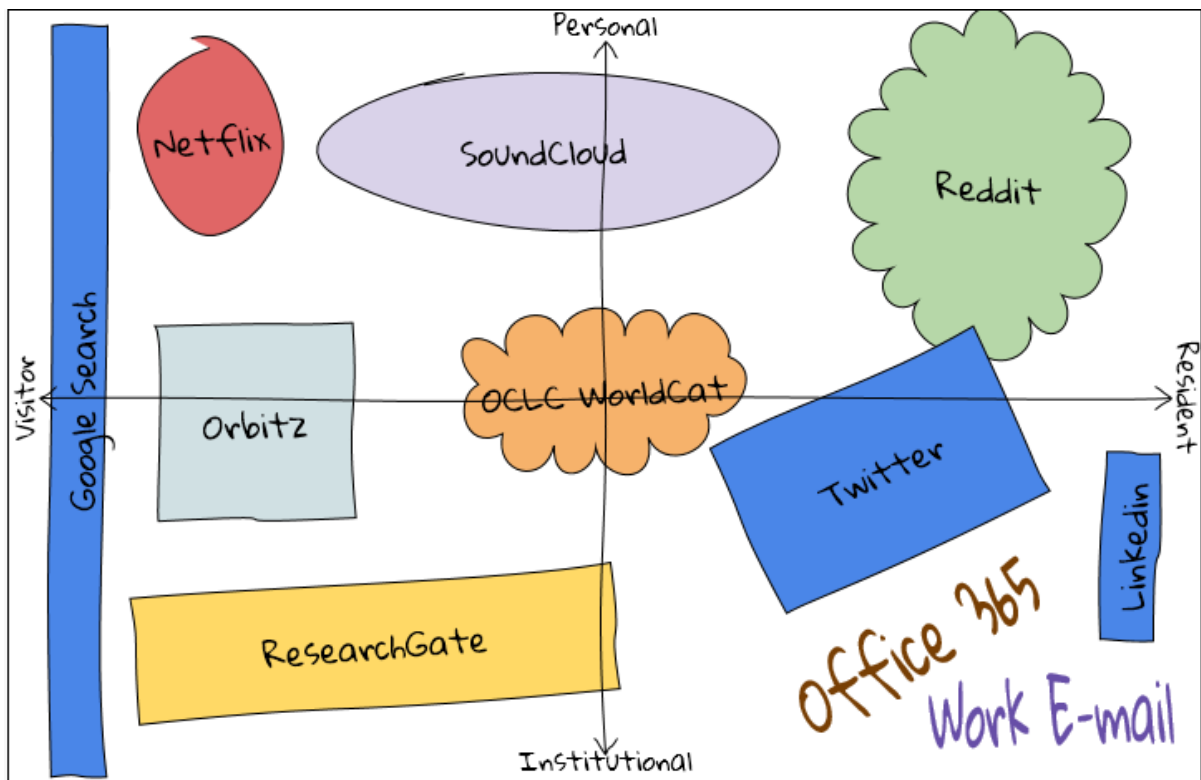 Personal
Netflix
SoundCloud
Reddit
Visitor
Google Search
Orbitz
OCLC WorldCat
Twitter
Resident
Linkedin
ResearchGate
Office 365
Work E-mail
Institutional